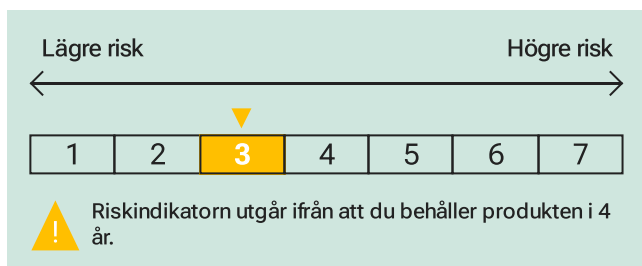 Lägre risk Högre risk
1 2 3 4 5 6 7
! Riskindikatorn utgår ifrån att du behåller produkten i 4
år.